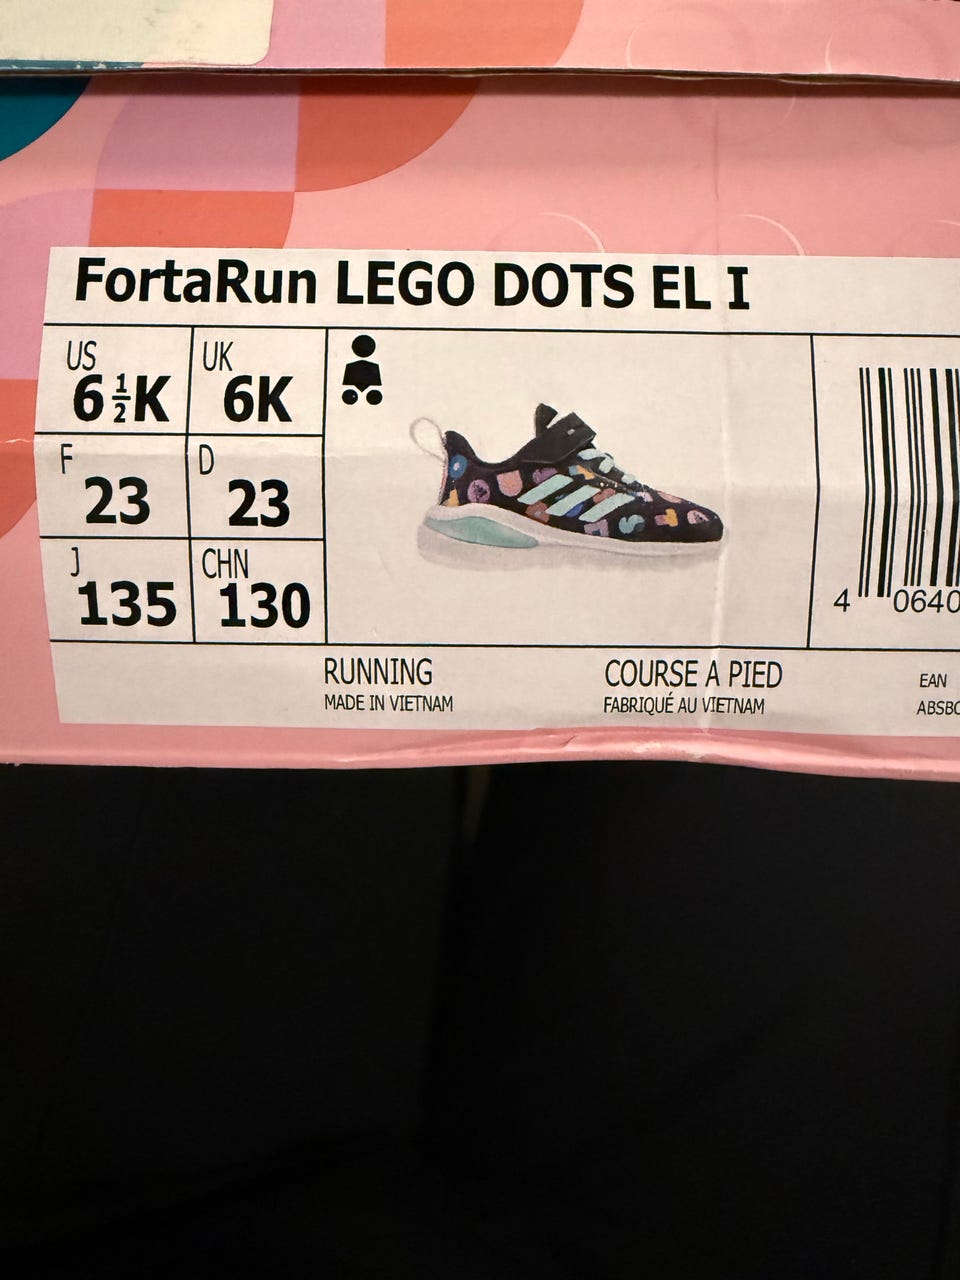 FortaRun LEGO DOTS EL I
US
6 1/2K
UK
6K
F
23
D
23
J
135
CHN
130
4 0640
RUNNING
MADE IN VIETNAM
COURSE A PIED
FABRIQUÉ AU VIETNAM
EAN